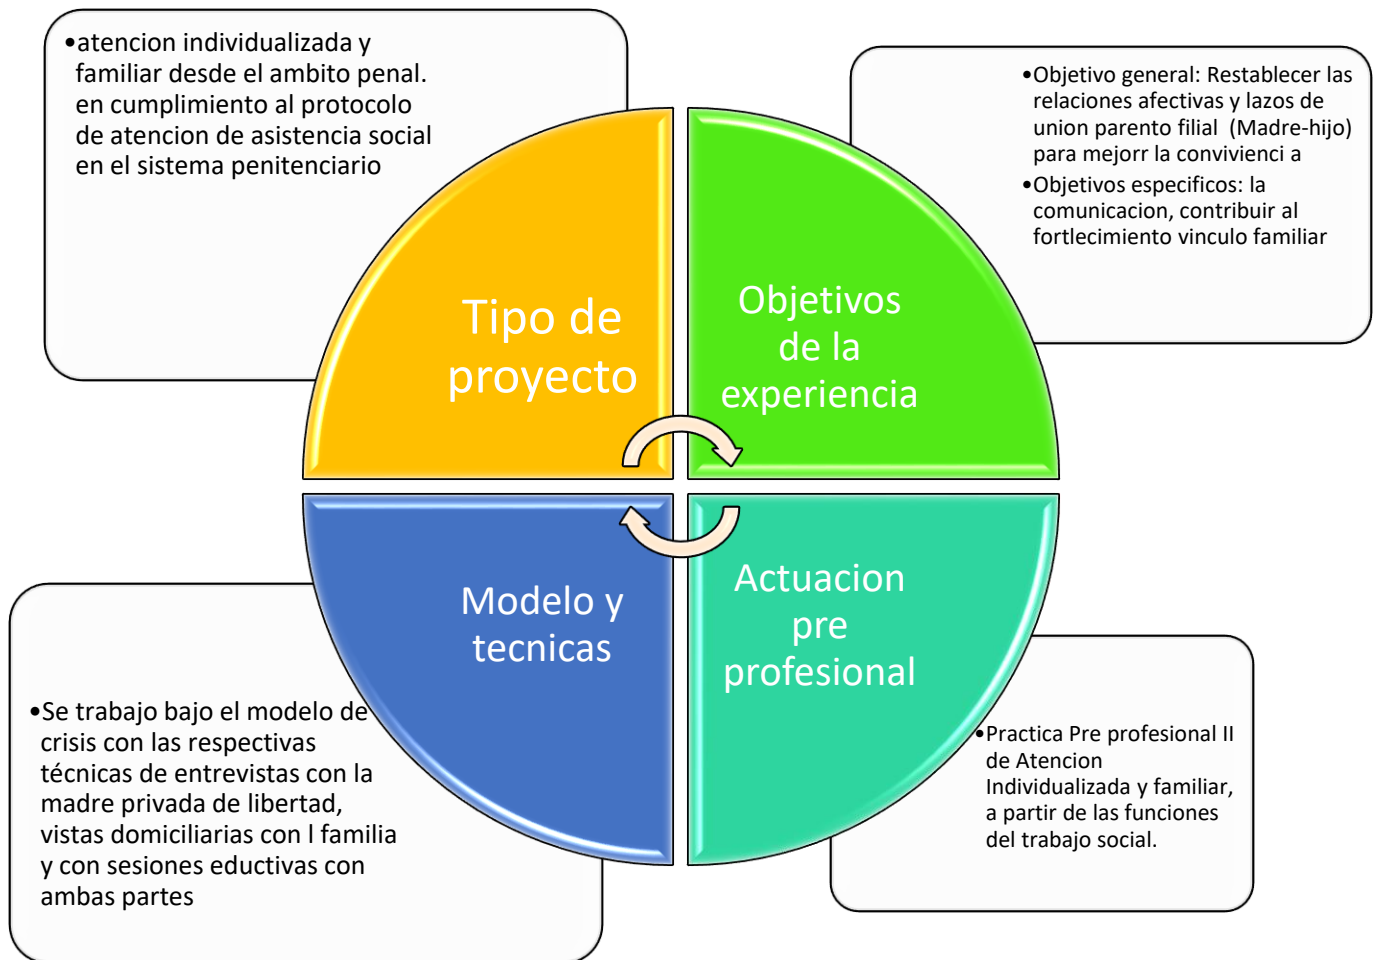 •atencion individualizada y
familiar desde el ambito penal.
en cumplimiento al protocolo
de atencion de asistencia social
en el sistema penitenciario
•Objetivo general: Restablecer las
relaciones afectivas y lazos de
union parento filial (Madre-hijo)
para mejorr la convivienci a
•Objetivos especificos: la
comunicacion, contribuir al
fortlecimiento vinculo familiar
Tipo de
proyecto
Objetivos
de la
experiencia
Modelo y
tecnicas
Actuacion
pre
profesional
•Se trabajo bajo el modelo de
crisis con las respectivas
técnicas de entrevistas con la
madre privada de libertad,
vistas domiciliarias con l familia
y con sesiones eductivas con
ambas partes
•Practica Pre profesional II
de Atencion
Individualizada y familiar,
a partir de las funciones
del trabajo social.